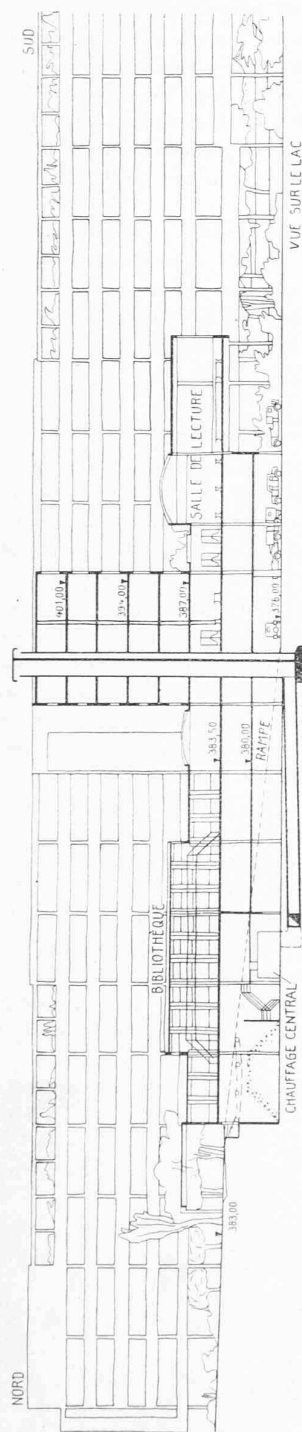 NORD
SUD
401,00
394,00
387,00
BIBLIOTHÈQUE
SALLE DE LECTURE
383,50
380,00
RAMPE
376,00
383,00
CHAUFFAGE CENTRAL
VUE SUR LE LAC